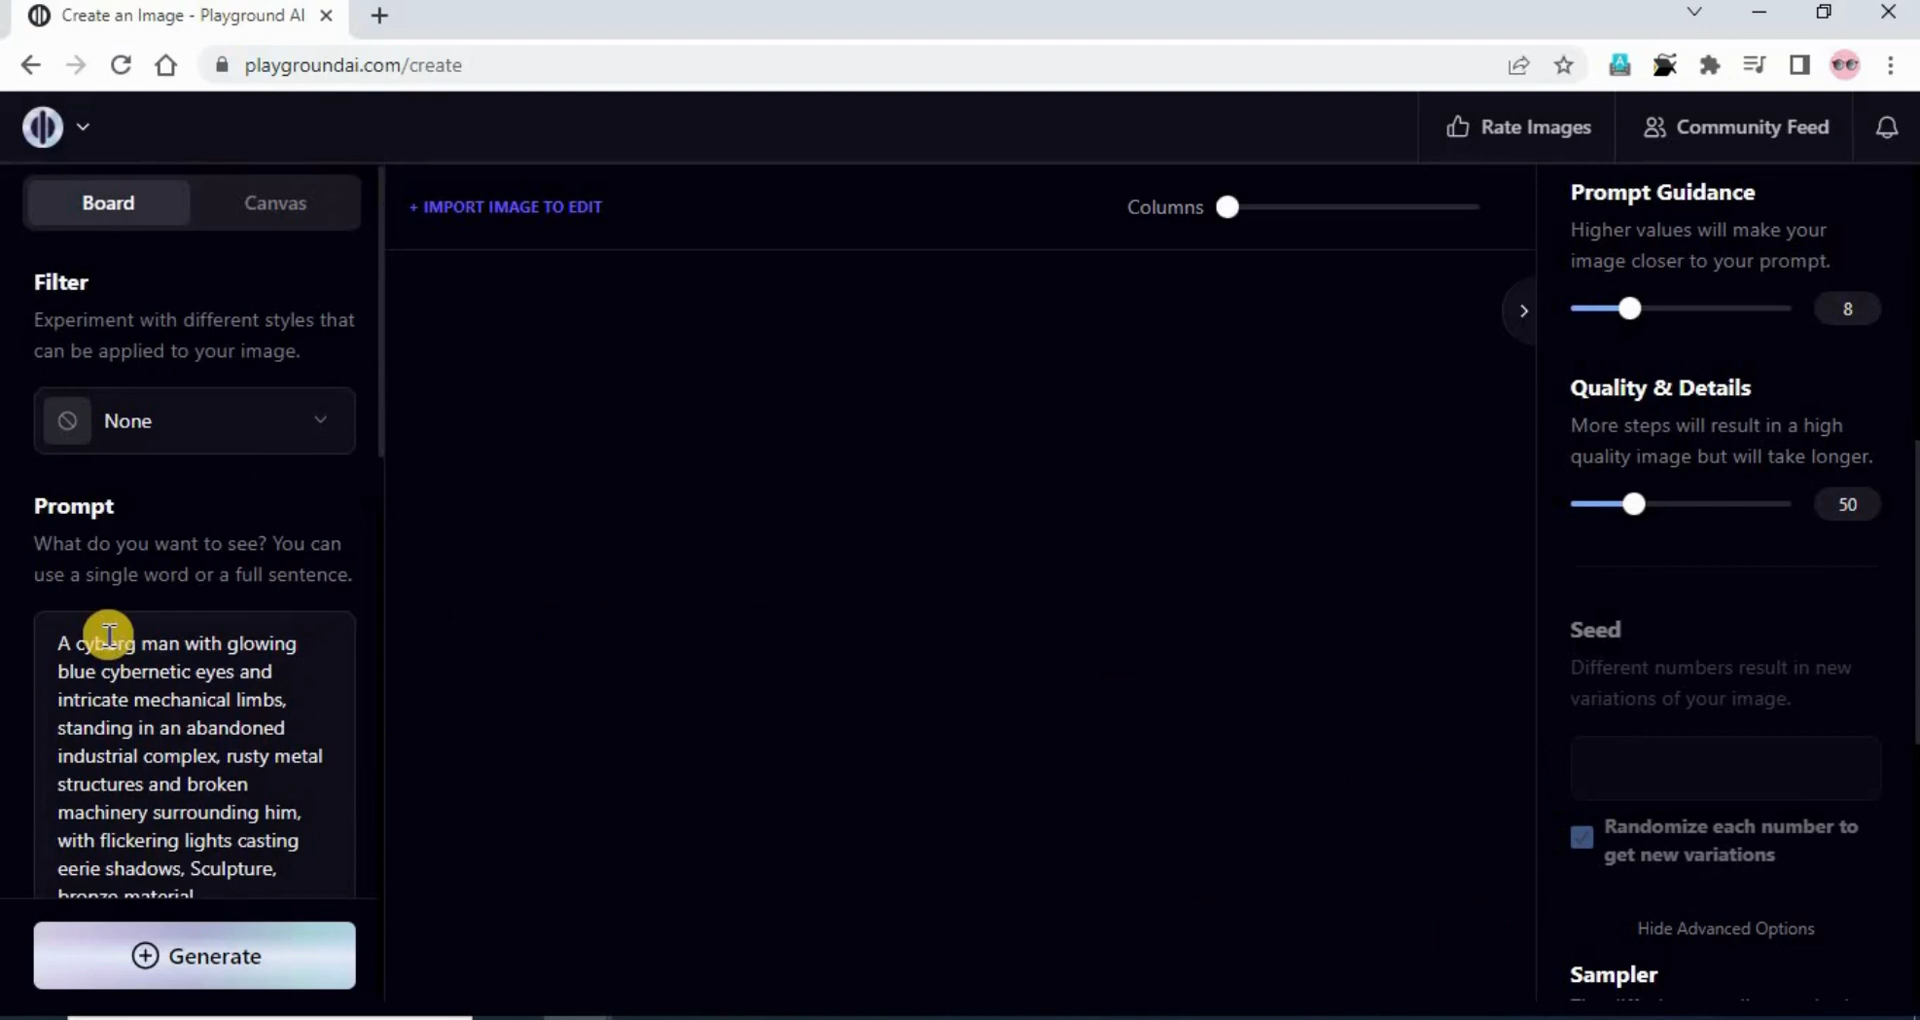 Create an Image - Playground AI
playgroundai.com/create
Rate Images
Community Feed
Board
Canvas
Filter
Experiment with different styles that
can be applied to your image.
None
Prompt
What do you want to see? You can
use a single word or a full sentence.
A cyberg man with glowing
blue cybernetic eyes and
intricate mechanical limbs,
standing in an abandoned
industrial complex, rusty metal
structures and broken
machinery surrounding him,
with flickering lights casting
eerie shadows, Sculpture,
bronze material
Generate
+ IMPORT IMAGE TO EDIT
Columns
Prompt Guidance
Higher values will make your
image closer to your prompt.
8
Quality & Details
More steps will result in a high
quality image but will take longer.
50
Seed
Different numbers result in new
variations of your image.
Randomize each number to
get new variations
Hide Advanced Options
Sampler